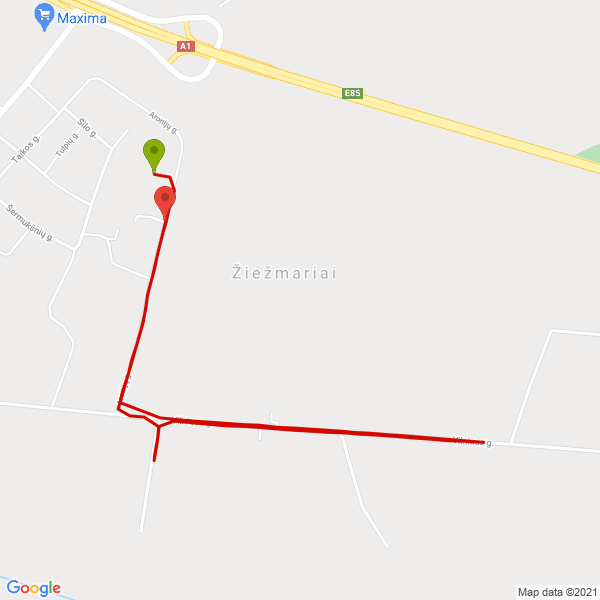 Maxima
A1
E85
Aronijų g.
Šilo g.
Taikos g.
Tulpių g.
Šermukšnių g.
Žiežmariai
Vilniaus g.
Google
Map data ©2021